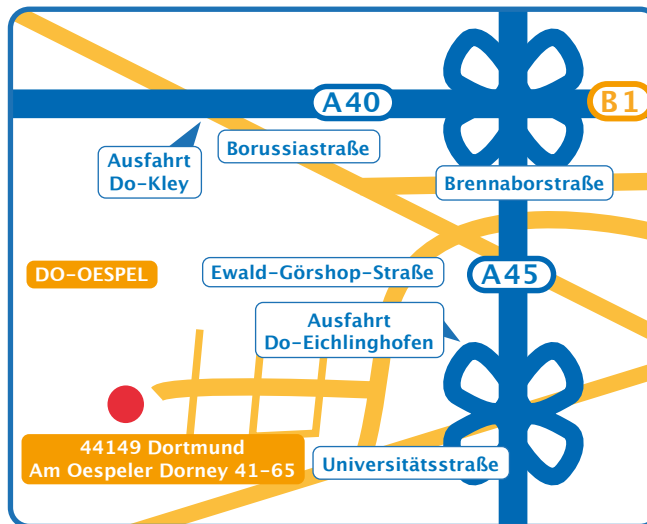 A40
B1
Borussiastraße
Ausfahrt
Do-Kley
Brennaborstraße
DO-OESPEL
Ewald-Görshop-Straße
A45
Ausfahrt
Do-Eichlinghofen
44149 Dortmund
Am Oespeler Dorney 41-65
Universitätsstraße